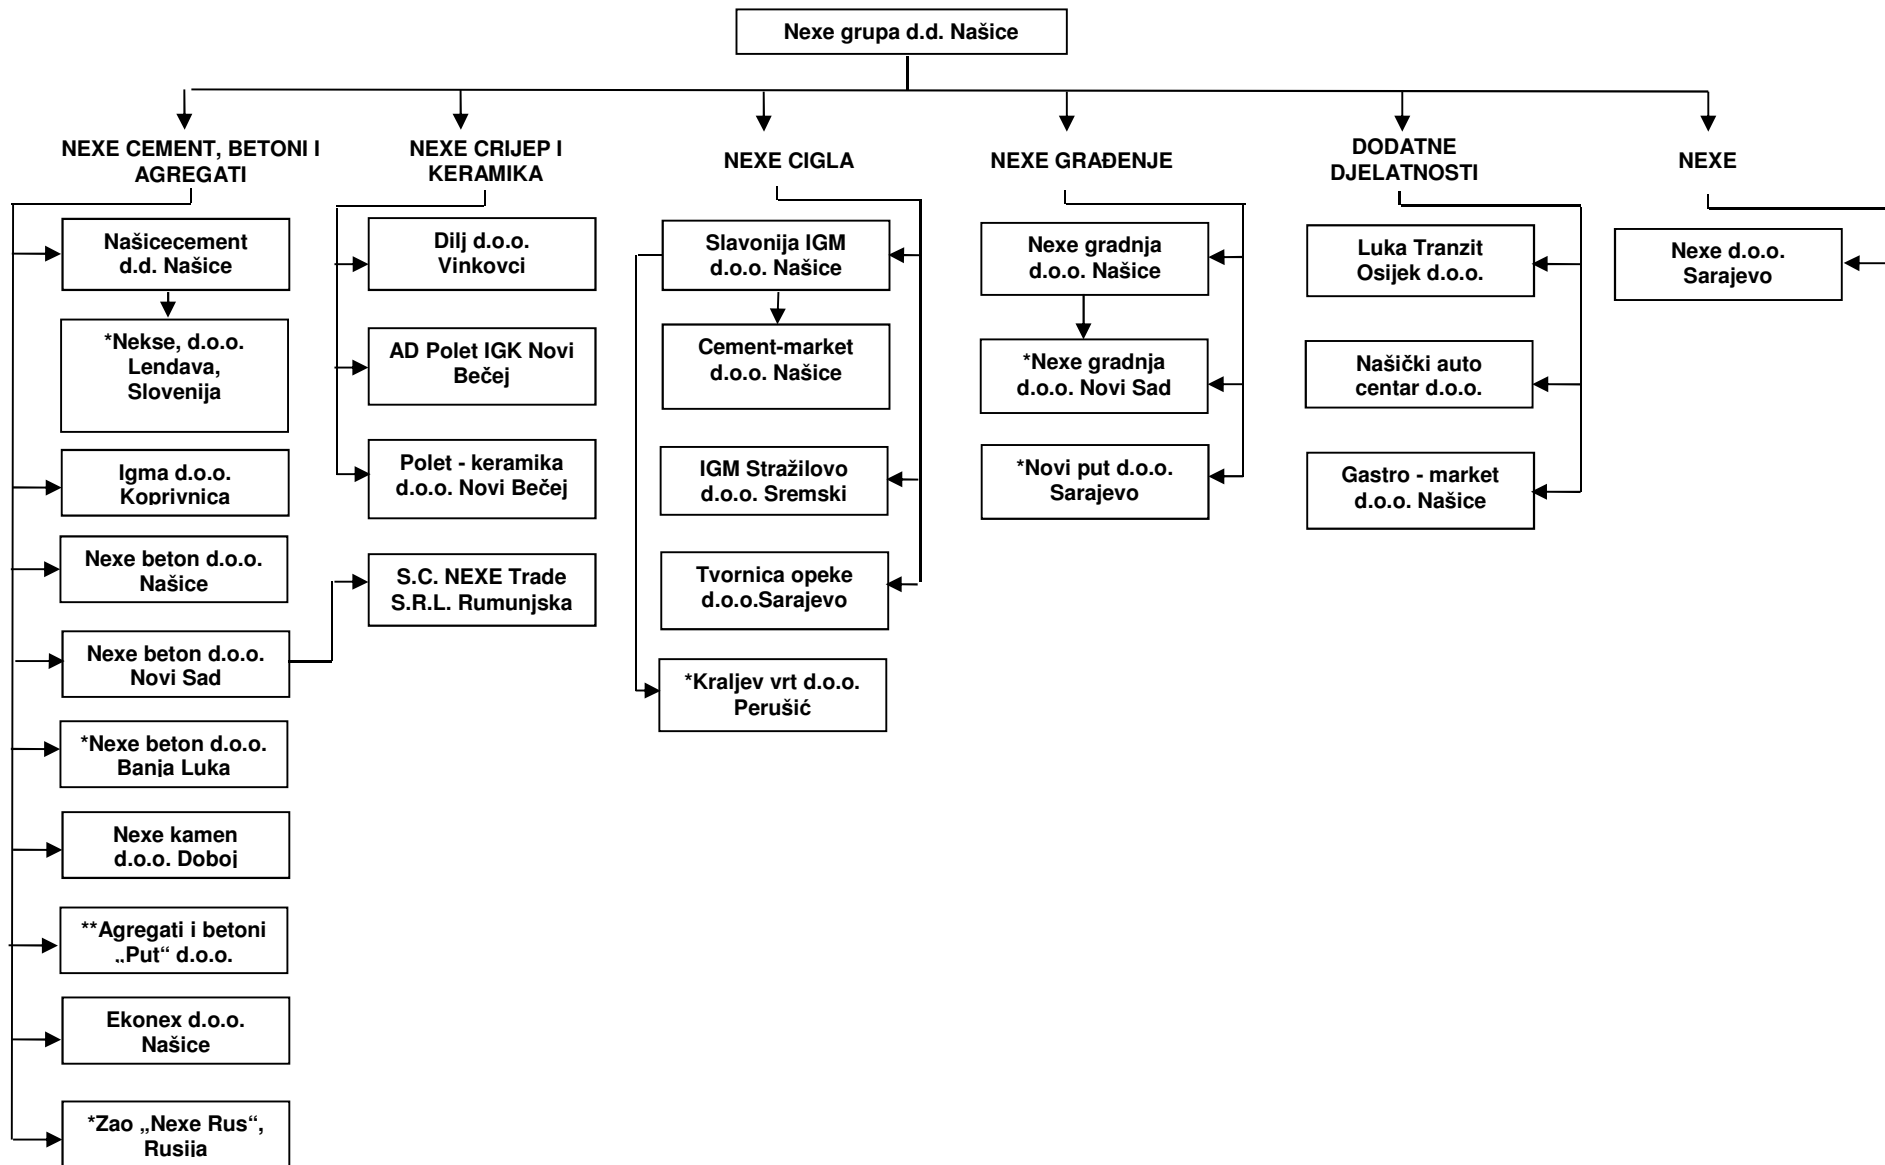 Nexe grupa d.d. Našice
NEXE CEMENT, BETONI I
AGREGATI
Našicecement
d.d. Našice
*Nekse, d.o.o.
Lendava,
Slovenija
Igma d.o.o.
Koprivnica
Nexe beton d.o.o.
Našice
Nexe beton d.o.o.
Novi Sad
*Nexe beton d.o.o.
Banja Luka
Nexe kamen
d.o.o. Doboj
**Agregati i betoni
„Put“ d.o.o.
Ekonex d.o.o.
Našice
*Zao „Nexe Rus“,
Rusija
NEXE CRIJEP I
KERAMIKA
Dilj d.o.o.
Vinkovci
AD Polet IGK Novi
Bečej
Polet - keramika
d.o.o. Novi Bečej
S.C. NEXE Trade
S.R.L. Rumunjska
NEXE CIGLA
Slavonija IGM
d.o.o. Našice
Cement-market
d.o.o. Našice
IGM Stražilovo
d.o.o. Sremski
Tvornica opeke
d.o.o.Sarajevo
*Kraljev vrt d.o.o.
Perušić
NEXE GRAĐENJE
Nexe gradnja
d.o.o. Našice
*Nexe gradnja
d.o.o. Novi Sad
*Novi put d.o.o.
Sarajevo
DODATNE
DJELATNOSTI
Luka Tranzit
Osijek d.o.o.
Našički auto
centar d.o.o.
Gastro - market
d.o.o. Našice
NEXE
Nexe d.o.o.
Sarajevo